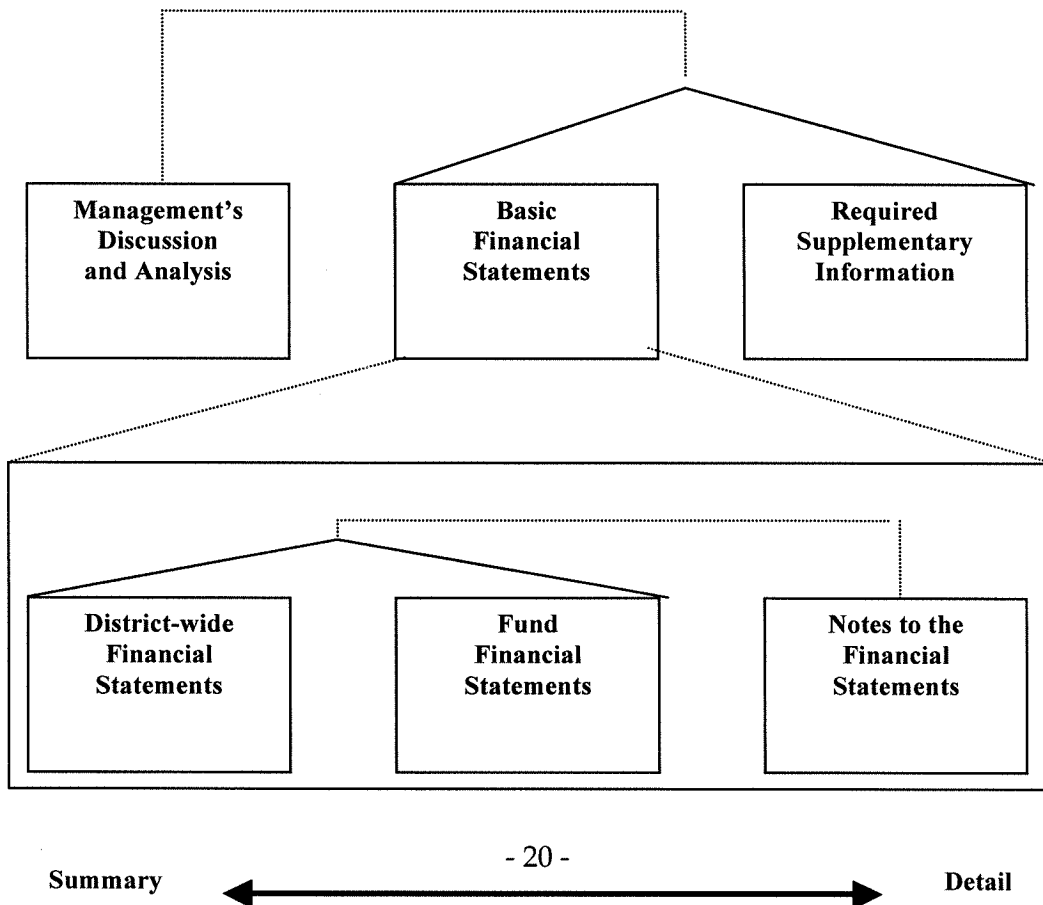 Management's
Discussion
and Analysis
Basic
Financial
Statements
Required
Supplementary
Information
District-wide
Financial
Statements
Fund
Financial
Statements
Notes to the
Financial
Statements
- 20 -
Summary
Detail